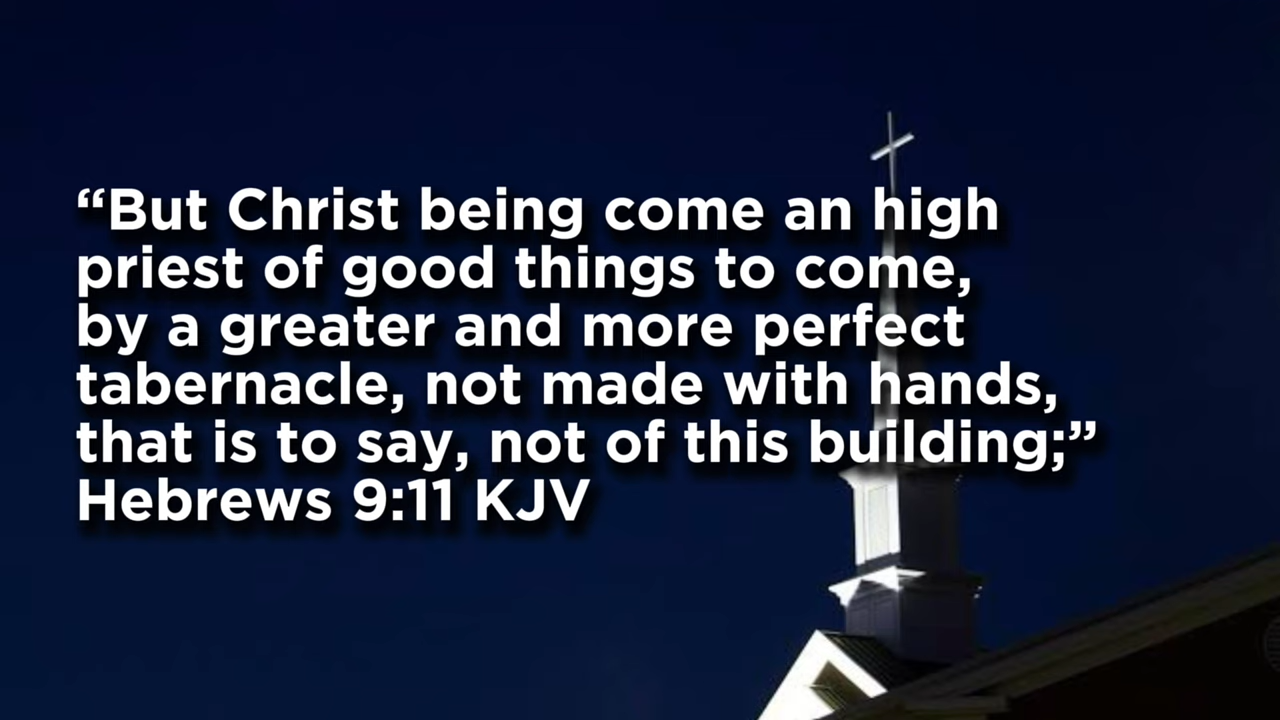 “But Christ being come an high
priest of good things to come,
by a greater and more perfect
tabernacle, not made with hands,
that is to say, not of this building;”
Hebrews 9:11 KJV